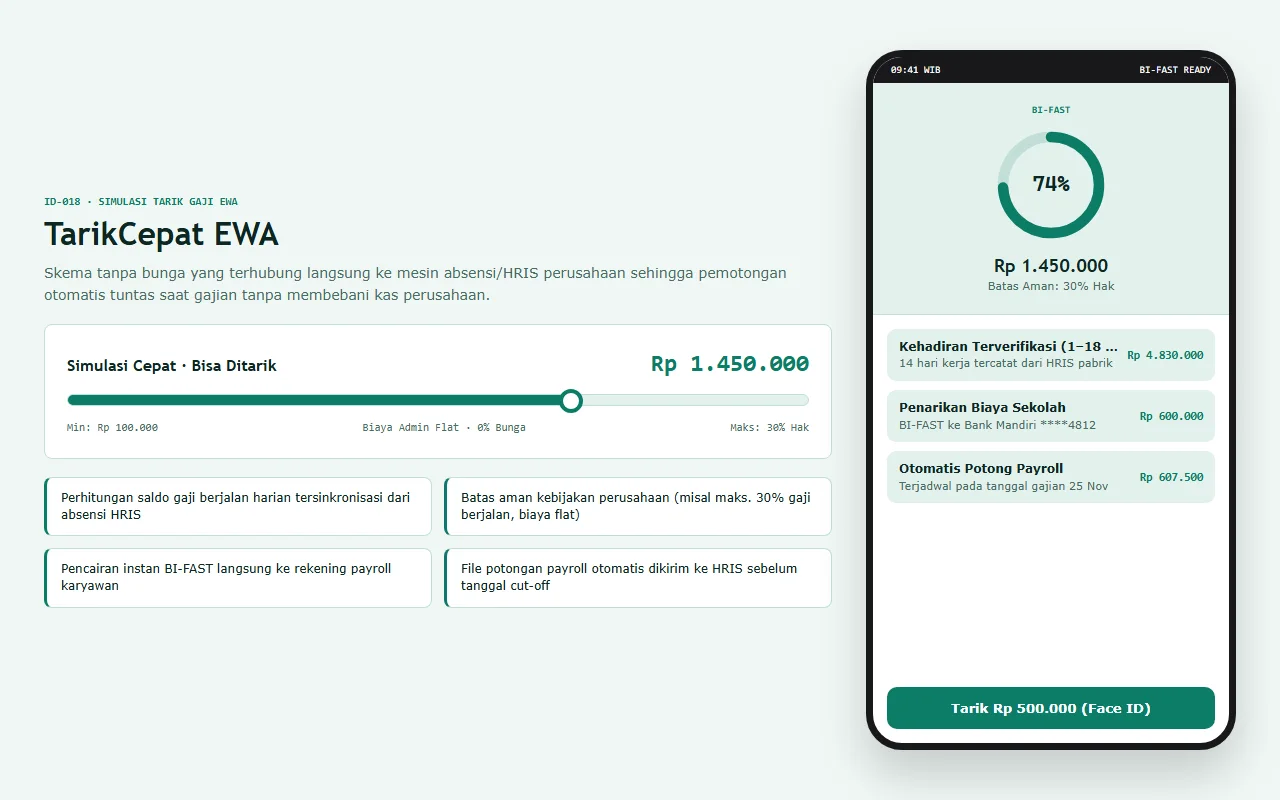 ID-018 · SIMULASI TARIK GAJI EWA
TarikCepat EWA
Skema tanpa bunga yang terhubung langsung ke mesin absensi/HRIS perusahaan sehingga pemotongan
otomatis tuntas saat gajian tanpa membebani kas perusahaan.
Simulasi Cepat · Bisa Ditarik
Rp 1.450.000
Min: Rp 100.000
Biaya Admin Flat · 0% Bunga
Maks: 30% Hak
Perhitungan saldo gaji berjalan harian tersinkronisasi dari
absensi HRIS
Batas aman kebijakan perusahaan (misal maks. 30% gaji
berjalan, biaya flat)
Pencairan instan BI-FAST langsung ke rekening payroll
karyawan
File potongan payroll otomatis dikirim ke HRIS sebelum
tanggal cut-off
09:41 WIB
BI-FAST READY
BI-FAST
74%
Rp 1.450.000
Batas Aman: 30% Hak
Kehadiran Terverifikasi (1–18 ...
14 hari kerja tercatat dari HRIS pabrik
Rp 4.830.000
Penarikan Biaya Sekolah
BI-FAST ke Bank Mandiri ****4812
Rp 600.000
Otomatis Potong Payroll
Terjadwal pada tanggal gajian 25 Nov
Rp 607.500
Tarik Rp 500.000 (Face ID)